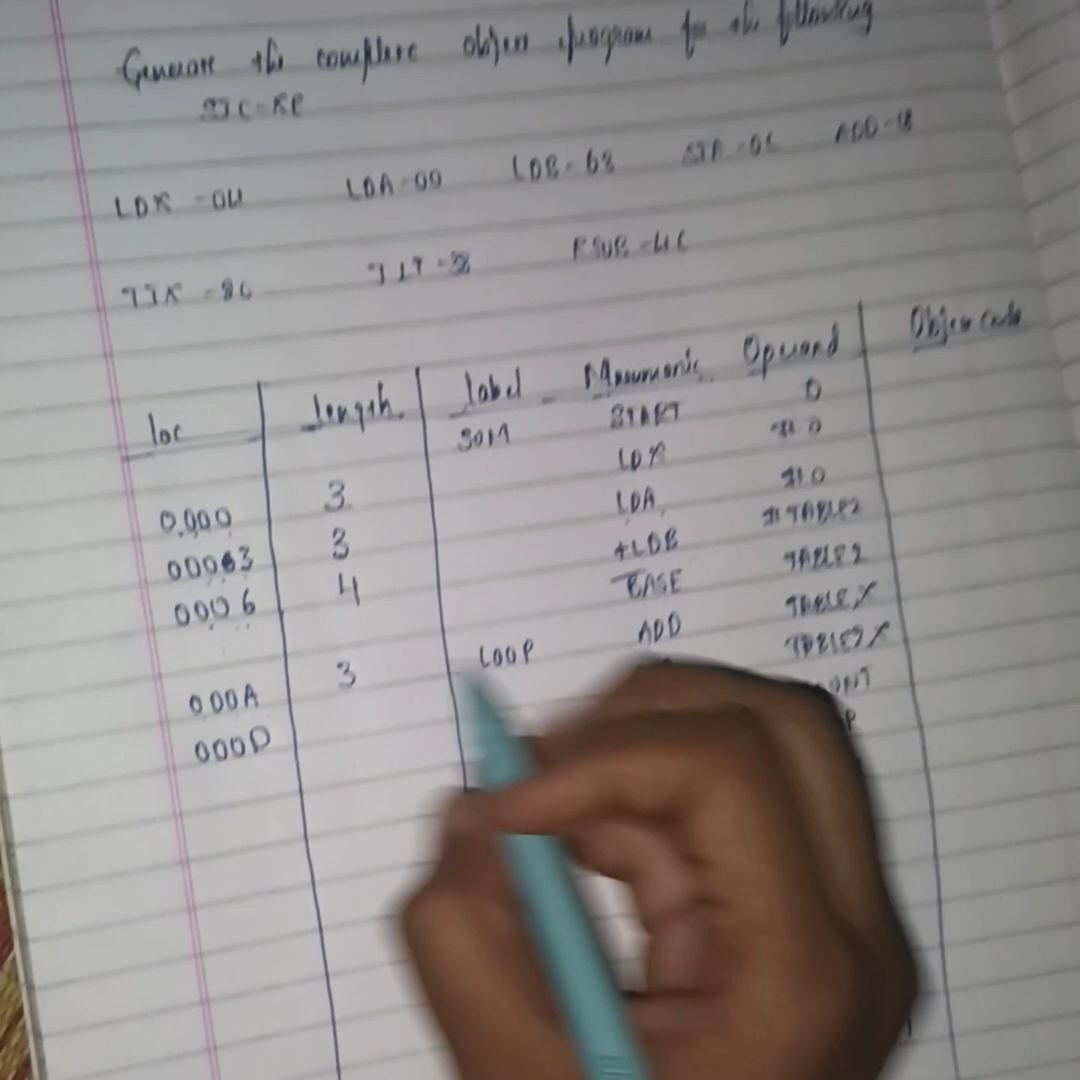 Generate the complete object program for the following
SIC-XE
LDX - 04 LDA - 00 LDB - 68 STA - 0C ADD - 18
TIX - 2C JLT - 38 RSUB - 4C
loc length label Mnoumonic Operand Object code
SUM START 0
0000 3 LDX #0
00003 3 LDA #0
0006 4 +LDB #TABLE2
BASE TABLE2
000A 3 LOOP ADD TABLE,X
000D TABLE2,X